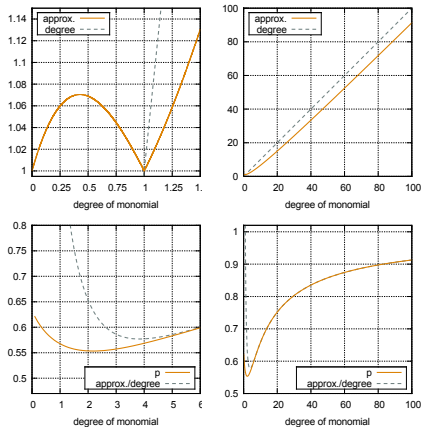 1.14
1.12
1.1
1.08
1.06
1.04
1.02
1
approx.
degree
0 0.25 0.5 0.75 1 1.25 1.5
degree of monomial
100
80
60
40
20
0
approx.
degree
0 20 40 60 80 100
degree of monomial
0.8
0.75
0.7
0.65
0.6
0.55
0.5
p
approx./degree
0 1 2 3 4 5 6
degree of monomial
1
0.9
0.8
0.7
0.6
0.5
p
approx./degree
0 20 40 60 80 100
degree of monomial